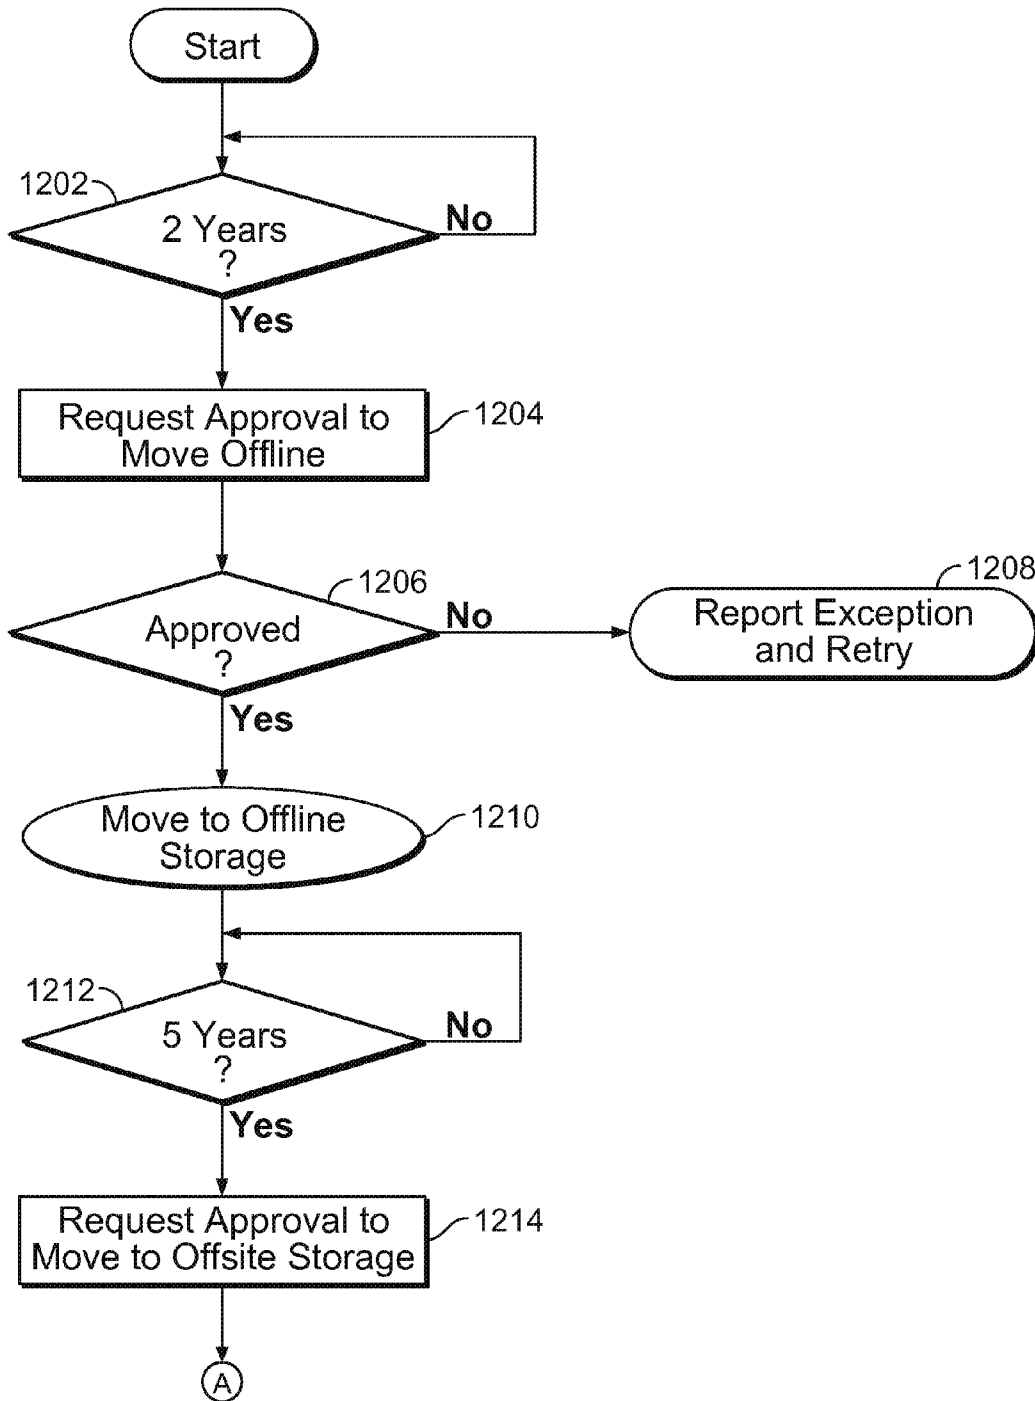 Start
1202
2 Years
?
No
Yes
Request Approval to
Move Offline
1204
1206
Approved
?
No
1208
Report Exception
and Retry
Yes
Move to Offline
Storage
1210
1212
5 Years
?
No
Yes
Request Approval to
Move to Offsite Storage
1214
A